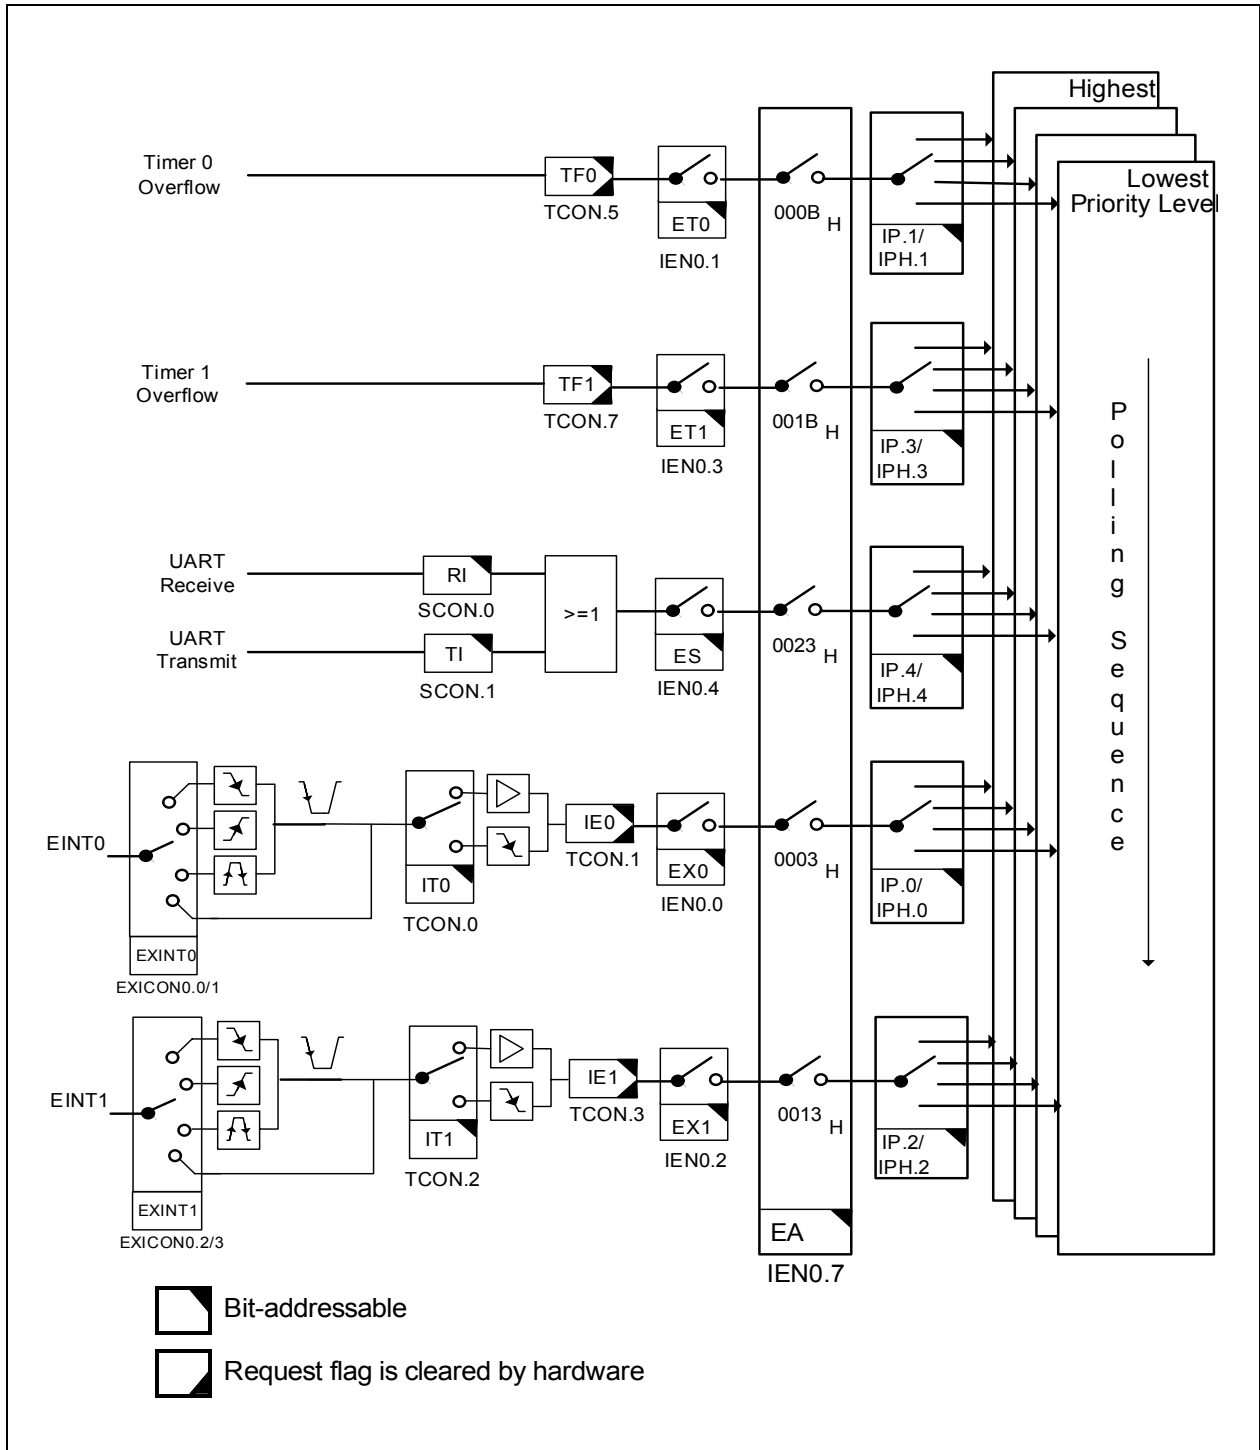 Highest
Lowest
Priority Level
Timer 0
Overflow
TF0
TCON.5
ET0
IEN0.1
000B H
IP.1/
IPH.1
Timer 1
Overflow
TF1
TCON.7
ET1
IEN0.3
001B H
IP.3/
IPH.3
Polling Sequence
UART
Receive
RI
SCON.0
UART
Transmit
TI
SCON.1
>=1
ES
IEN0.4
0023 H
IP.4/
IPH.4
EINT0
EXINT0
EXICON0.0/1
IT0
TCON.0
IE0
TCON.1
EX0
IEN0.0
0003 H
IP.0/
IPH.0
EINT1
EXINT1
EXICON0.2/3
IT1
TCON.2
IE1
TCON.3
EX1
IEN0.2
0013 H
IP.2/
IPH.2
EA
IEN0.7
Bit-addressable
Request flag is cleared by hardware